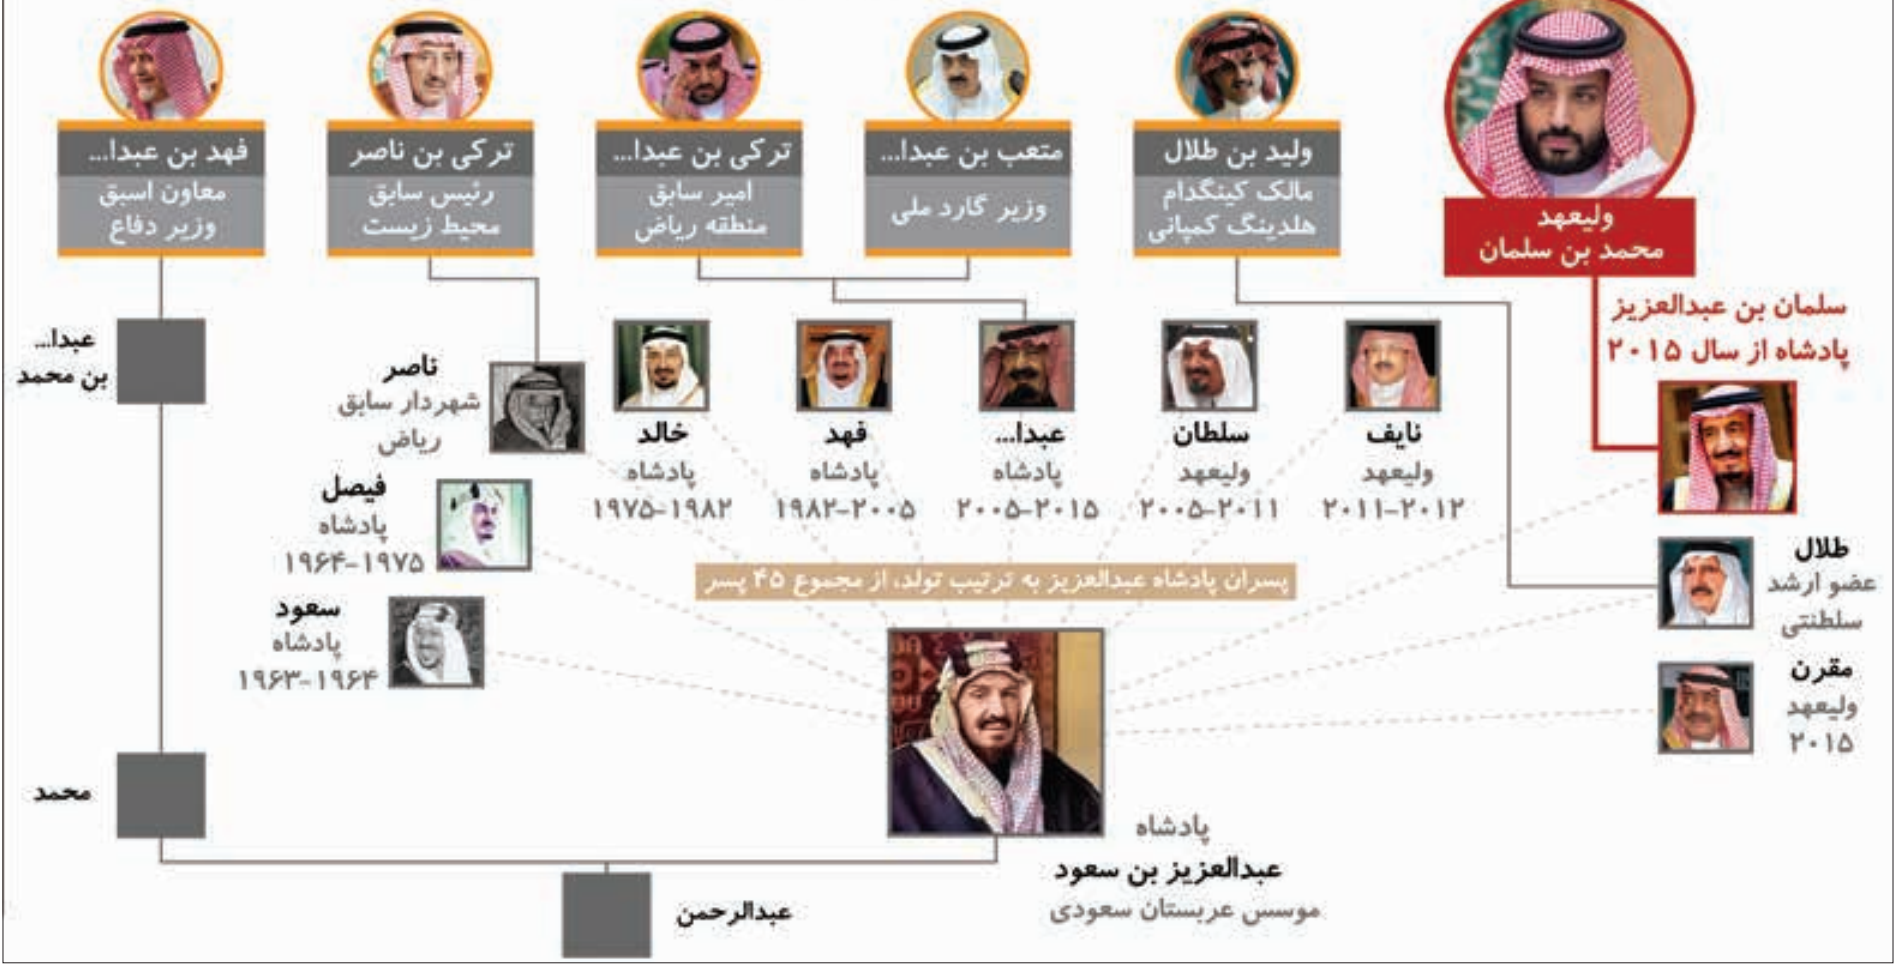 ولیعهد
محمد بن سلمان
ولید بن طلال
مالک کینگدام
هلدینگ کمپانی
متعب بن عبدا...
وزیر گارد ملی
ترکی بن عبدا...
امیر سابق
منطقه ریاض
ترکی بن ناصر
رئیس سابق
محیط زیست
فهد بن عبدا...
معاون اسبق
وزیر دفاع
سلمان بن عبدالعزیز
پادشاه از سال ۲۰۱۵
نایف
ولیعهد
۲۰۱۱-۲۰۱۲
سلطان
ولیعهد
۲۰۰۵-۲۰۱۱
عبدا...
پادشاه
۲۰۰۵-۲۰۱۵
فهد
پادشاه
۱۹۸۲-۲۰۰۵
خالد
پادشاه
۱۹۷۵-۱۹۸۲
ناصر
شهردار سابق
ریاض
عبدا...
بن محمد
فیصل
پادشاه
۱۹۶۴-۱۹۷۵
سعود
پادشاه
۱۹۶۳-۱۹۶۴
طلال
عضو ارشد
سلطنتی
مقرن
ولیعهد
۲۰۱۵
پسران پادشاه عبدالعزیز به ترتیب تولد، از مجموع ۴۵ پسر
پادشاه
عبدالعزیز بن سعود
موسس عربستان سعودی
محمد
عبدالرحمن